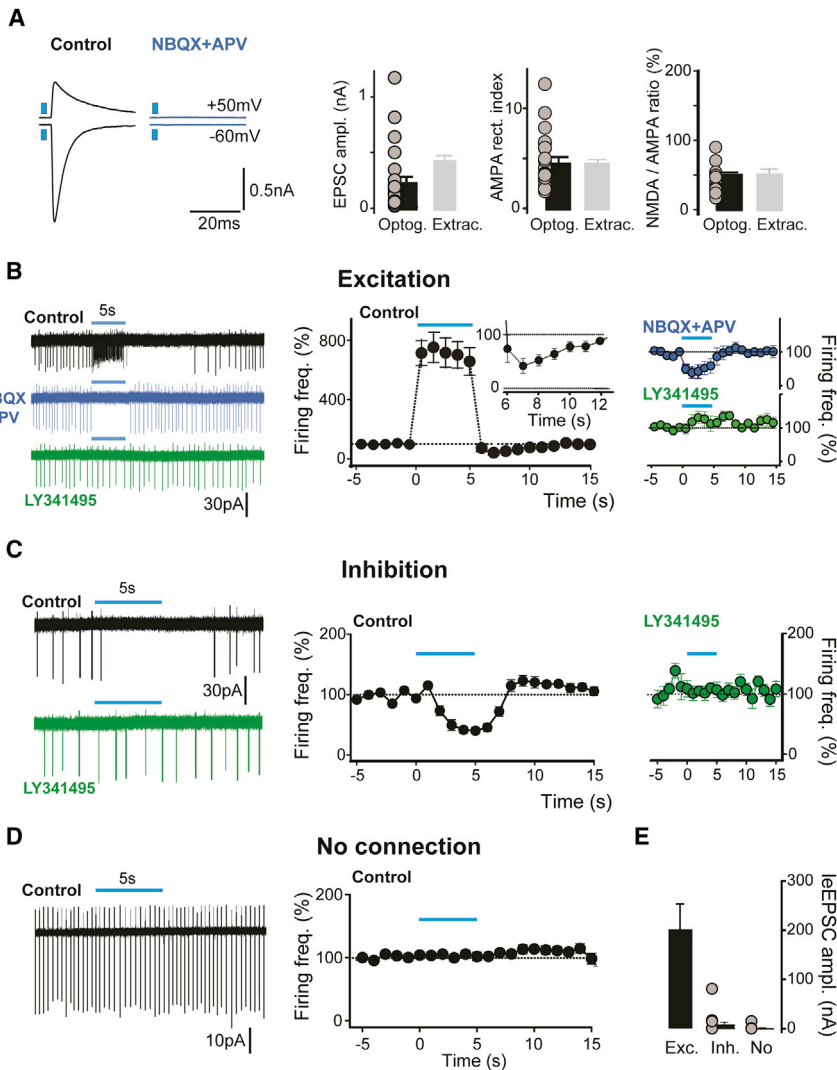 A
Control
NBQX+APV
+50mV
-60mV
0.5nA
20ms
EPSC ampl. (nA)
1
0
Optog. Extrac.
AMPA rect. index
10
0
Optog. Extrac.
NMDA / AMPA ratio (%)
200
100
0
Optog. Extrac.
B
Excitation
Control
5s
QX
PV
LY341495
30pA
Control
Firing freq. (%)
800
400
0
-5 0 5 10 15
Time (s)
100
0
6 8 10 12
Time (s)
NBQX+APV
100
0
LY341495
100
0
Firing freq. (%)
-5 0 5 10 15
Time (s)
C
Inhibition
Control
5s
30pA
LY341495
Control
Firing freq. (%)
200
100
0
-5 0 5 10 15
Time (s)
LY341495
200
100
0
Firing freq. (%)
-5 0 5 10 15
D
No connection
Control
5s
10pA
Control
Firing freq. (%)
200
100
0
-5 0 5 10 15
Time (s)
E
300
200
100
0
leEPSC ampl. (nA)
Exc. Inh. No